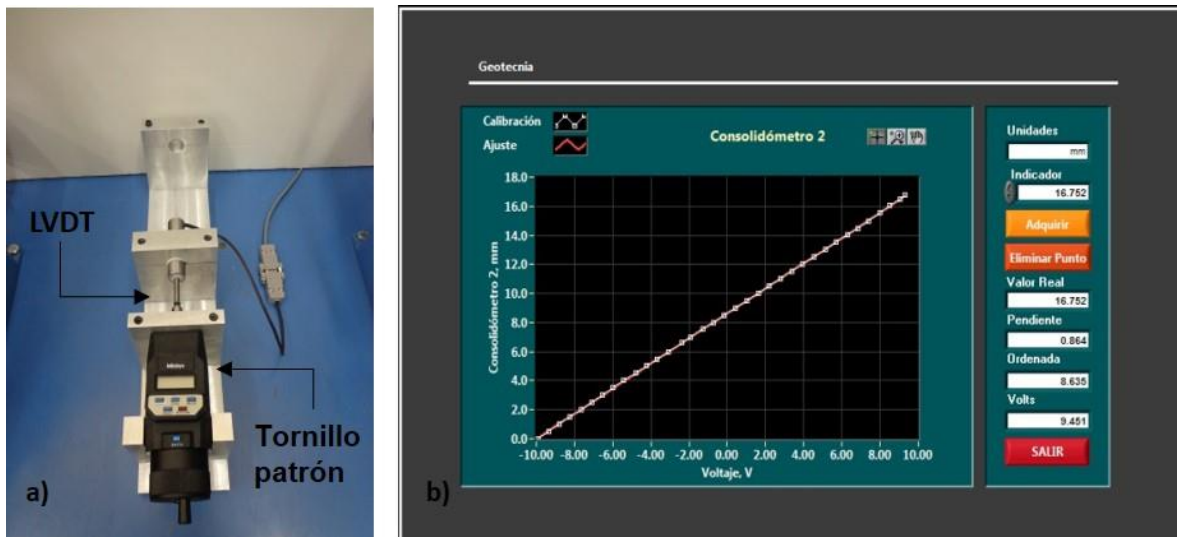 LVDT
Mitutoyo
Tornillo
patrón
a)
Geotecnia
Calibración
Ajuste
Consolidómetro 2
18.0
16.0
14.0
12.0
10.0
8.0
6.0
4.0
2.0
0.0
Consolidómetro 2, mm
-10.00 -8.00 -6.00 -4.00 -2.00 0.00 2.00 4.00 6.00 8.00 10.00
Voltaje, V
Unidades
mm
Indicador
16.752
Adquirir
Eliminar Punto
Valor Real
16.752
Pendiente
0.864
Ordenada
8.635
Volts
9.451
SALIR
b)